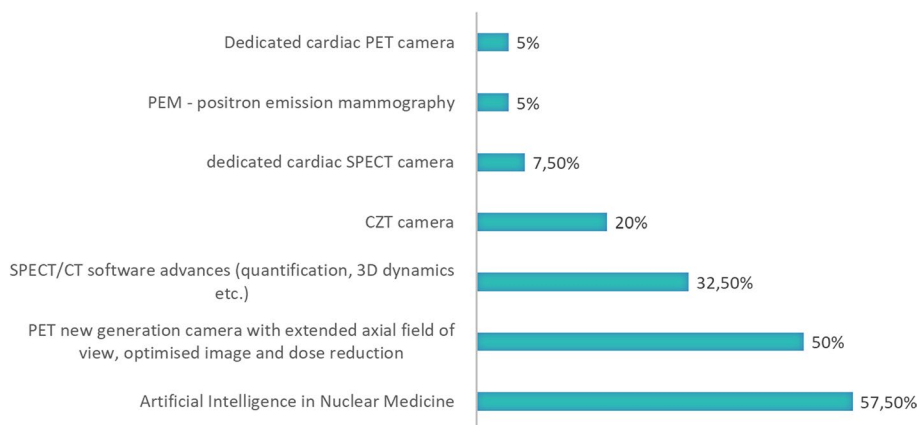 Dedicated cardiac PET camera 5%
PEM - positron emission mammography 5%
dedicated cardiac SPECT camera 7,50%
CZT camera 20%
SPECT/CT software advances (quantification, 3D dynamics
etc.) 32,50%
PET new generation camera with extended axial field of
view, optimised image and dose reduction 50%
Artificial Intelligence in Nuclear Medicine 57,50%